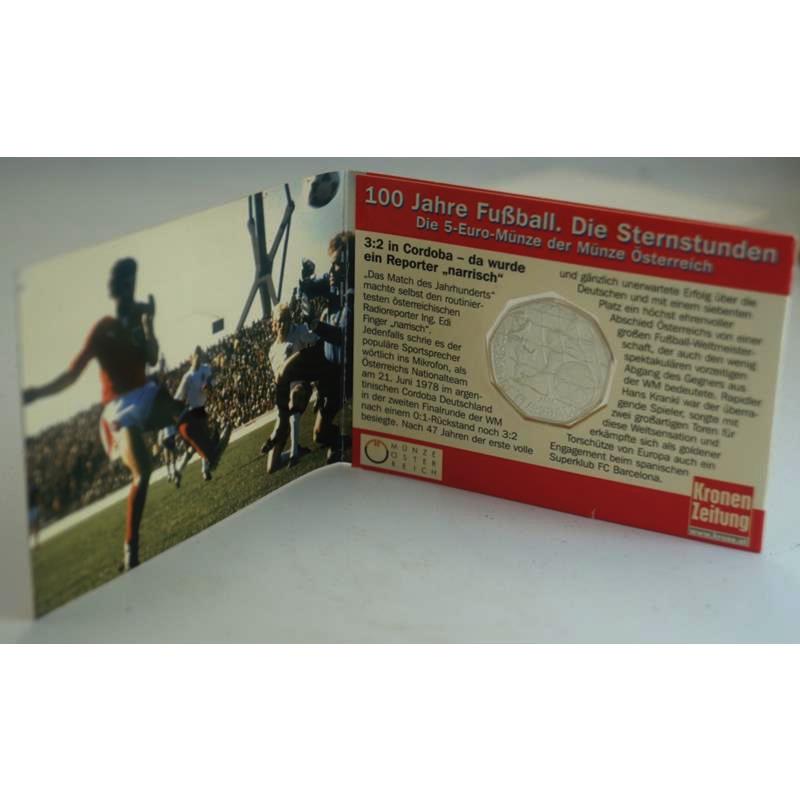 100 Jahre Fußball. Die Sternstunden
Die 5-Euro-Münze der Münze Österreich
3:2 in Cordoba – da wurde
ein Reporter „narrisch“
„Das Match des Jahrhunderts“
machte selbst den routinier-
testen österreichischen
Radioreporter Ing. Edi
Finger „narrisch“.
Jedenfalls schrie es der
populäre Sportsprecher
wörtlich ins Mikrofon, als
Österreichs Nationalteam
am 21. Juni 1978 im argen-
tinischen Cordoba Deutschland
in der zweiten Finalrunde der WM
nach einem 0:1-Rückstand noch 3:2
besiegte. Nach 47 Jahren der erste volle
und gänzlich unerwartete Erfolg über die
Deutschen und mit einem siebenten
Platz ein höchst ehrenvoller
Abschied Österreichs von einer
großen Fußball-Weltmeister-
schaft, der auch den wenig
spektakulären vorzeitigen
Abgang des Gegners aus
der WM bedeutete. Rapidler
Hans Krankl war der überra-
gende Spieler, sorgte mit
zwei großartigen Toren für
diese Weltsensation und
erkämpfte sich als goldener
Torschütze von Europa auch ein
Engagement beim spanischen
Superklub FC Barcelona.
MÜNZE
ÖSTER
REICH
Kronen
Zeitung
www.krone.at